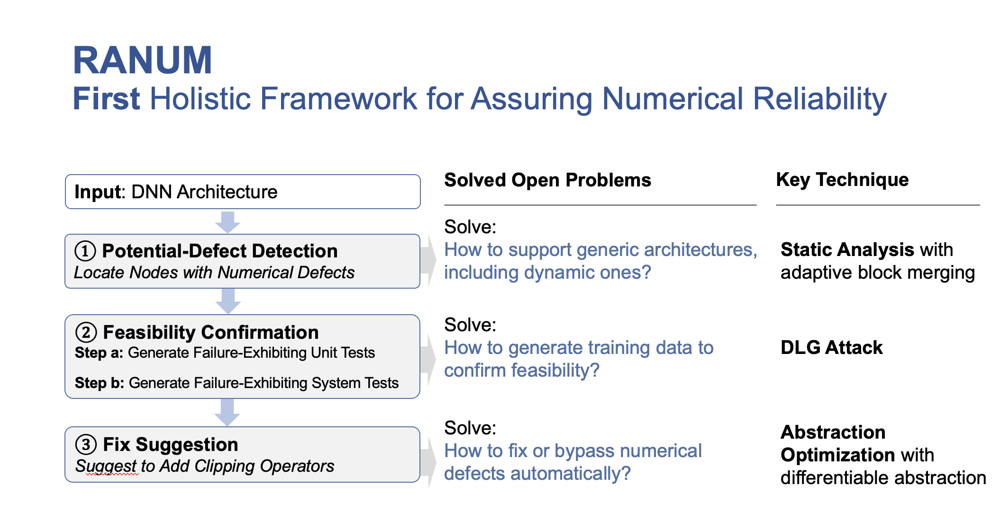 RANUM
First Holistic Framework for Assuring Numerical Reliability
Input: DNN Architecture
① Potential-Defect Detection
Locate Nodes with Numerical Defects
② Feasibility Confirmation
Step a: Generate Failure-Exhibiting Unit Tests
Step b: Generate Failure-Exhibiting System Tests
③ Fix Suggestion
Suggest to Add Clipping Operators
Solved Open Problems
Solve:
How to support generic architectures,
including dynamic ones?
Solve:
How to generate training data to
confirm feasibility?
Solve:
How to fix or bypass numerical
defects automatically?
Key Technique
Static Analysis with
adaptive block merging
DLG Attack
Abstraction
Optimization with
differentiable abstraction